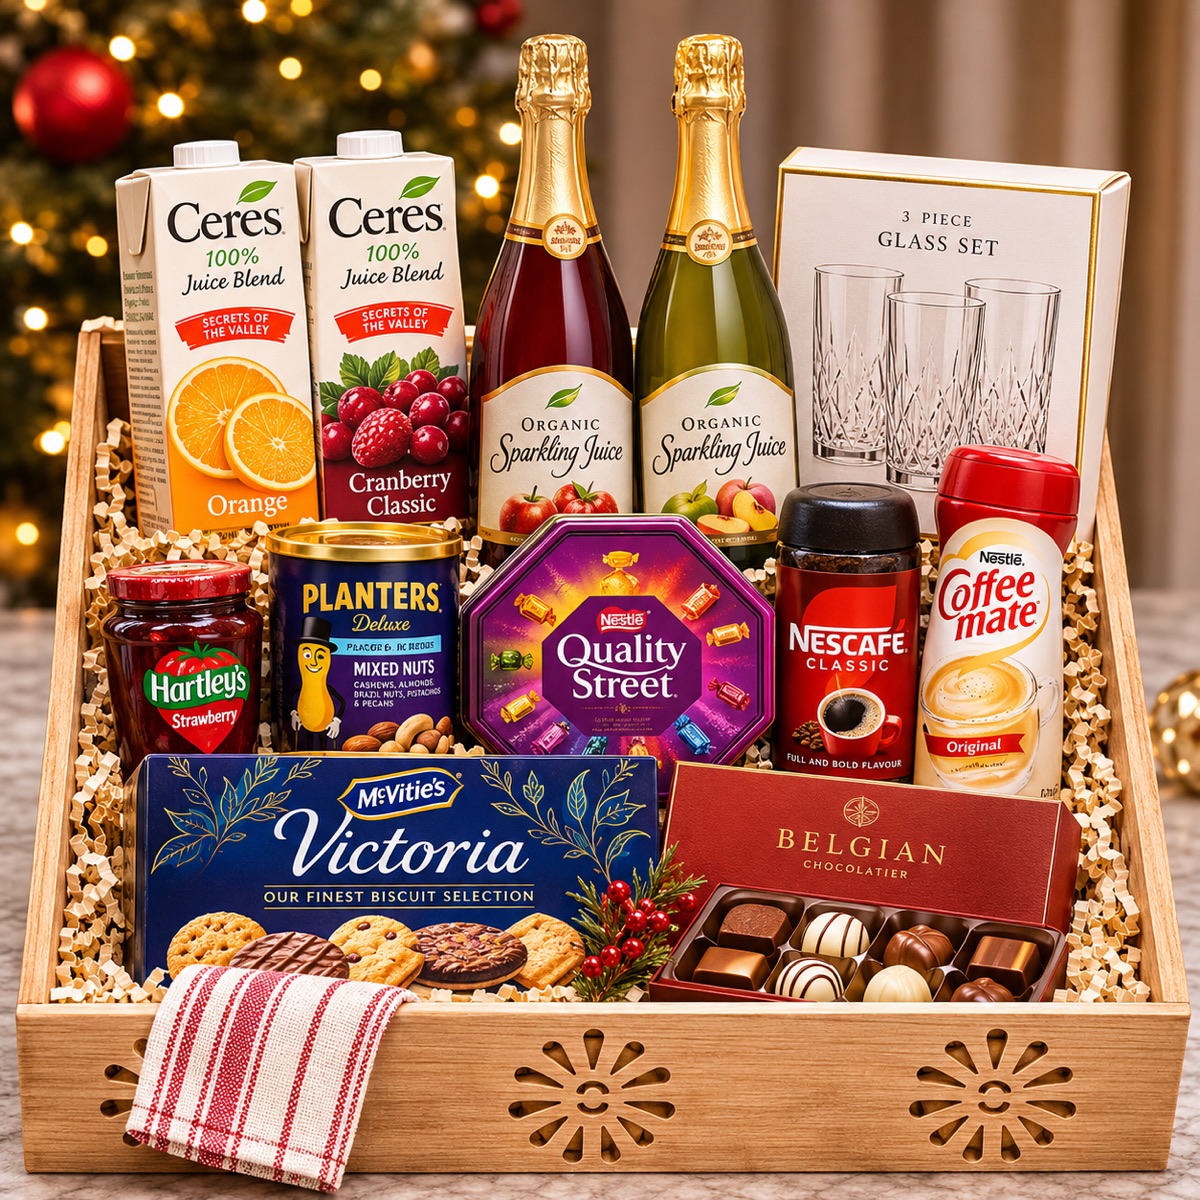 Ceres
100%
Juice Blend
SECRETS OF
THE VALLEY
Orange
Ceres
100%
Juice Blend
SECRETS OF
THE VALLEY
Cranberry
Classic
ORGANIC
Sparkling Juice
ORGANIC
Sparkling Juice
3 PIECE
GLASS SET
Hartley's
Strawberry
PLANTERS
Deluxe
MIXED NUTS
CASHEWS, ALMONDS,
BRAZIL NUTS, PISTACHIOS
& PECANS
Nestlé
Quality
Street
NESCAFÉ
CLASSIC
FULL AND BOLD FLAVOUR
Nestlé
Coffee
mate
Original
McVitie's
Victoria
OUR FINEST BISCUIT SELECTION
BELGIAN
CHOCOLATIER